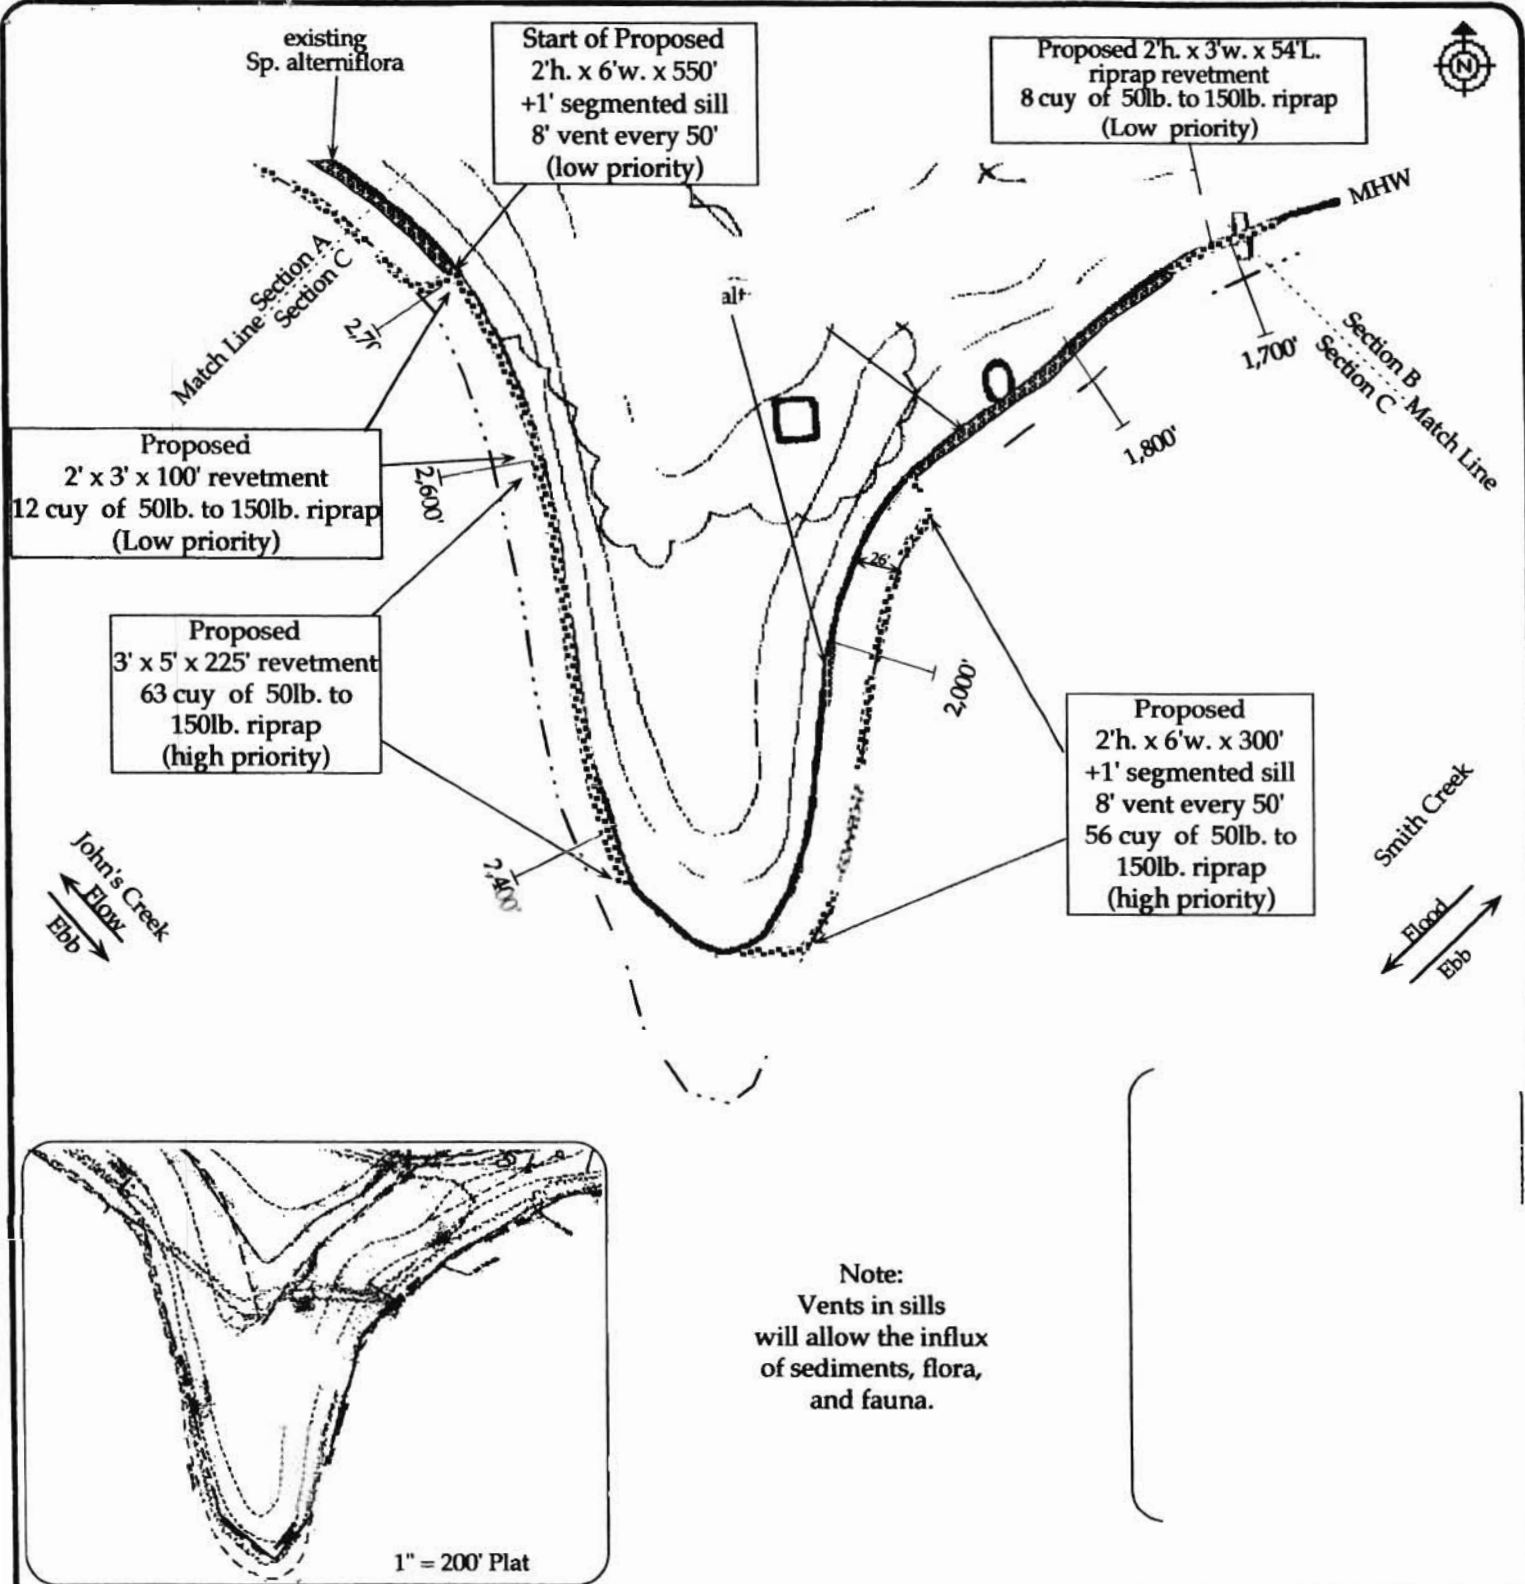 existing
Sp. alterniflora
Start of Proposed
2'h. x 6'w. x 550'
+1' segmented sill
8' vent every 50'
(low priority)
Proposed 2'h. x 3'w. x 54'L.
riprap revetment
8 cuy of 50lb. to 150lb. riprap
(Low priority)
N
MHW
Match Line
Section A
Section C
1,700'
Section B
Section C
Match Line
1,800'
Proposed
2' x 3' x 100' revetment
12 cuy of 50lb. to 150lb. riprap
(Low priority)
2,600'
26'
Proposed
3' x 5' x 225' revetment
63 cuy of 50lb. to
150lb. riprap
(high priority)
2,000'
Proposed
2'h. x 6'w. x 300'
+1' segmented sill
8' vent every 50'
56 cuy of 50lb. to
150lb. riprap
(high priority)
2,400'
John's Creek
Flow
Ebb
Smith Creek
Flood
Ebb
Note:
Vents in sills
will allow the influx
of sediments, flora,
and fauna.
1" = 200' Plat